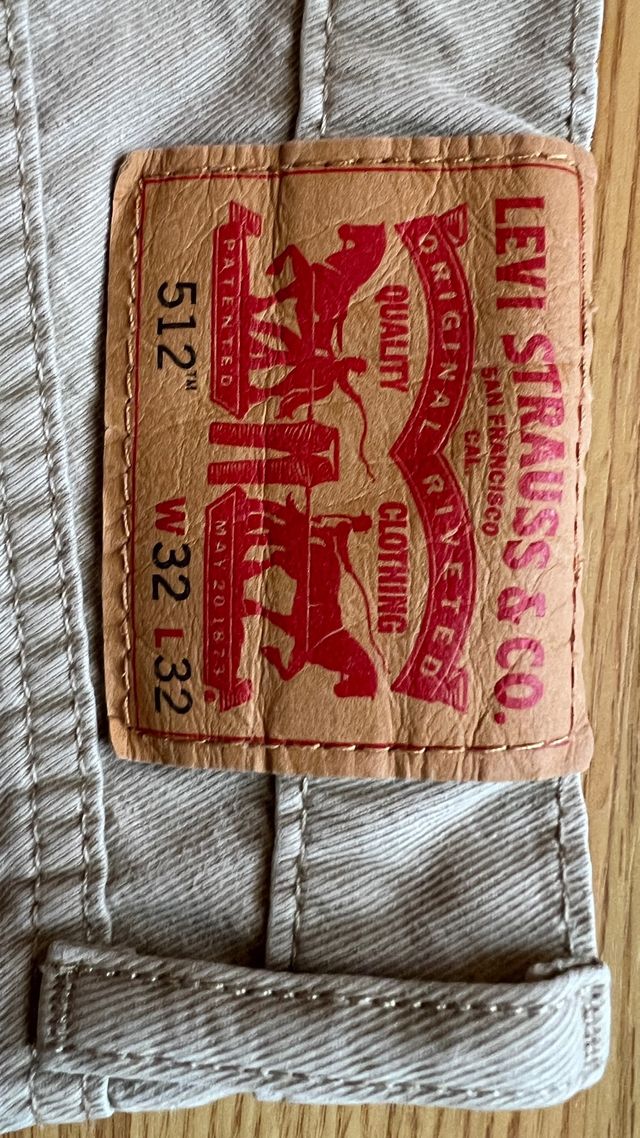 LEVI STRAUSS & CO.
SAN FRANCISCO
CAL
ORIGINAL RIVETED
QUALITY CLOTHING
PATENTED MAY 20 1873
512™ W 32 L 32